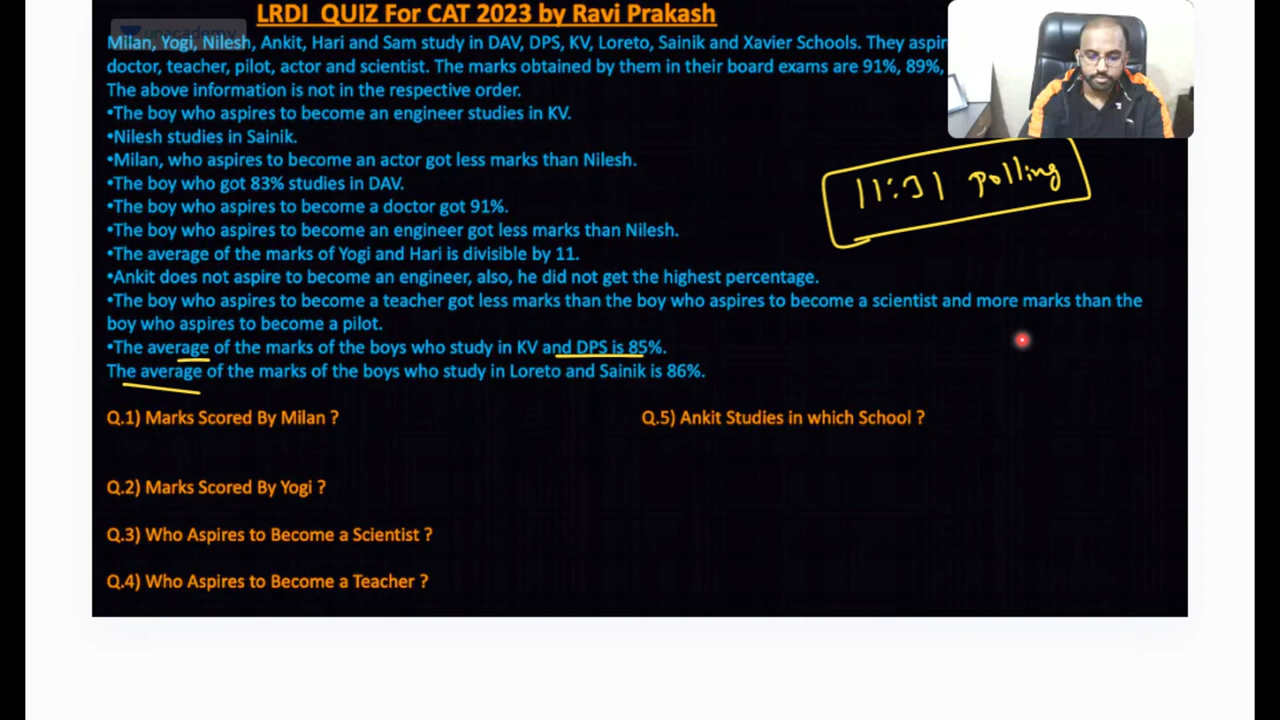 LRDI QUIZ For CAT 2023 by Ravi Prakash
unacademy
Milan, Yogi, Nilesh, Ankit, Hari and Sam study in DAV, DPS, KV, Loreto, Sainik and Xavier Schools. They aspir
doctor, teacher, pilot, actor and scientist. The marks obtained by them in their board exams are 91%, 89%,
The above information is not in the respective order.
•The boy who aspires to become an engineer studies in KV.
•Nilesh studies in Sainik.
•Milan, who aspires to become an actor got less marks than Nilesh.
•The boy who got 83% studies in DAV.
11:31 polling
•The boy who aspires to become a doctor got 91%.
•The boy who aspires to become an engineer got less marks than Nilesh.
•The average of the marks of Yogi and Hari is divisible by 11.
•Ankit does not aspire to become an engineer, also, he did not get the highest percentage.
•The boy who aspires to become a teacher got less marks than the boy who aspires to become a scientist and more marks than the
boy who aspires to become a pilot.
•The average of the marks of the boys who study in KV and DPS is 85%.
The average of the marks of the boys who study in Loreto and Sainik is 86%.
Q.1) Marks Scored By Milan ?
Q.5) Ankit Studies in which School ?
Q.2) Marks Scored By Yogi ?
Q.3) Who Aspires to Become a Scientist ?
Q.4) Who Aspires to Become a Teacher ?